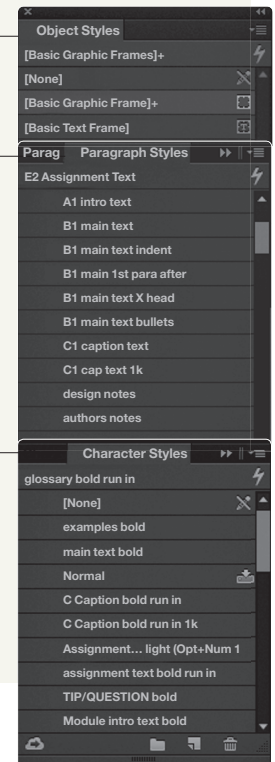 Object Styles
[Basic Graphic Frames]+
[None]
[Basic Graphic Frame]+
[Basic Text Frame]
Parag Paragraph Styles
E2 Assignment Text
A1 intro text
B1 main text
B1 main text indent
B1 main 1st para after
B1 main text X head
B1 main text bullets
C1 caption text
C1 cap text 1k
design notes
authors notes
Character Styles
glossary bold run in
[None]
examples bold
main text bold
Normal
C Caption bold run in
C Caption bold run in 1k
Assignment... light (Opt+Num 1
assignment text bold run in
TIP/QUESTION bold
Module intro text bold